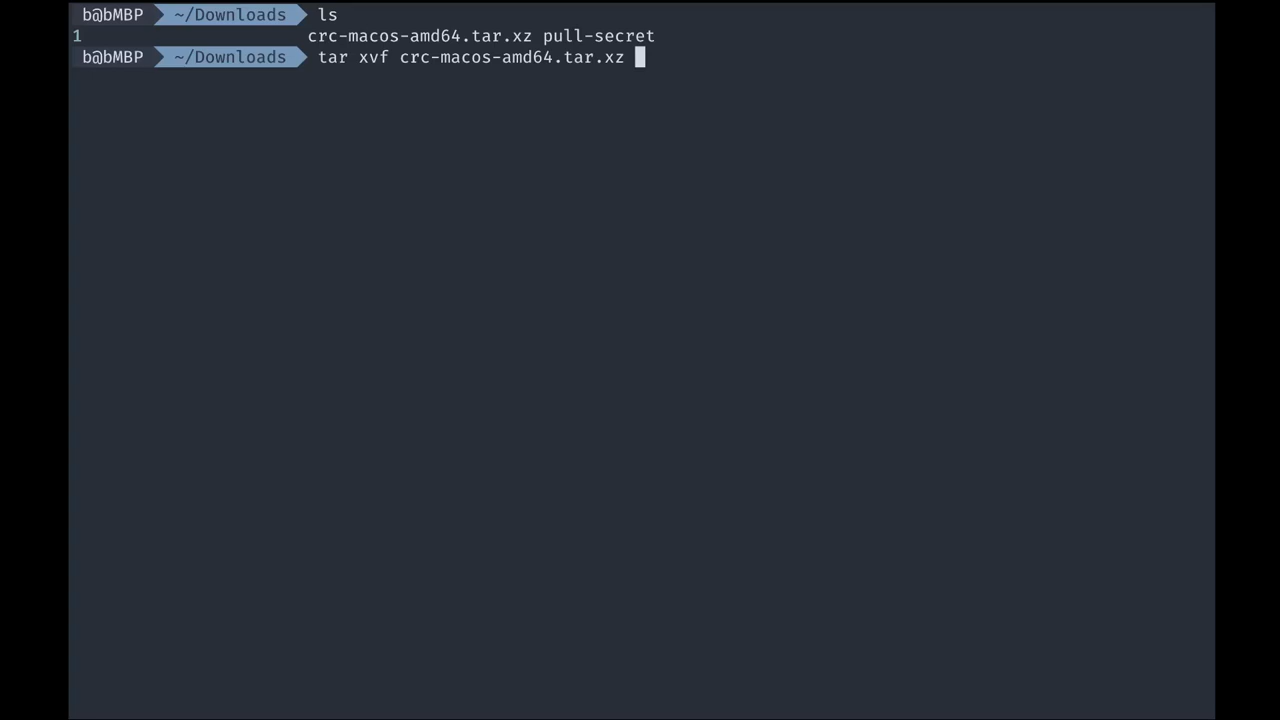 b@bMBP ~/Downloads ls
1 crc-macos-amd64.tar.xz pull-secret
b@bMBP ~/Downloads tar xvf crc-macos-amd64.tar.xz